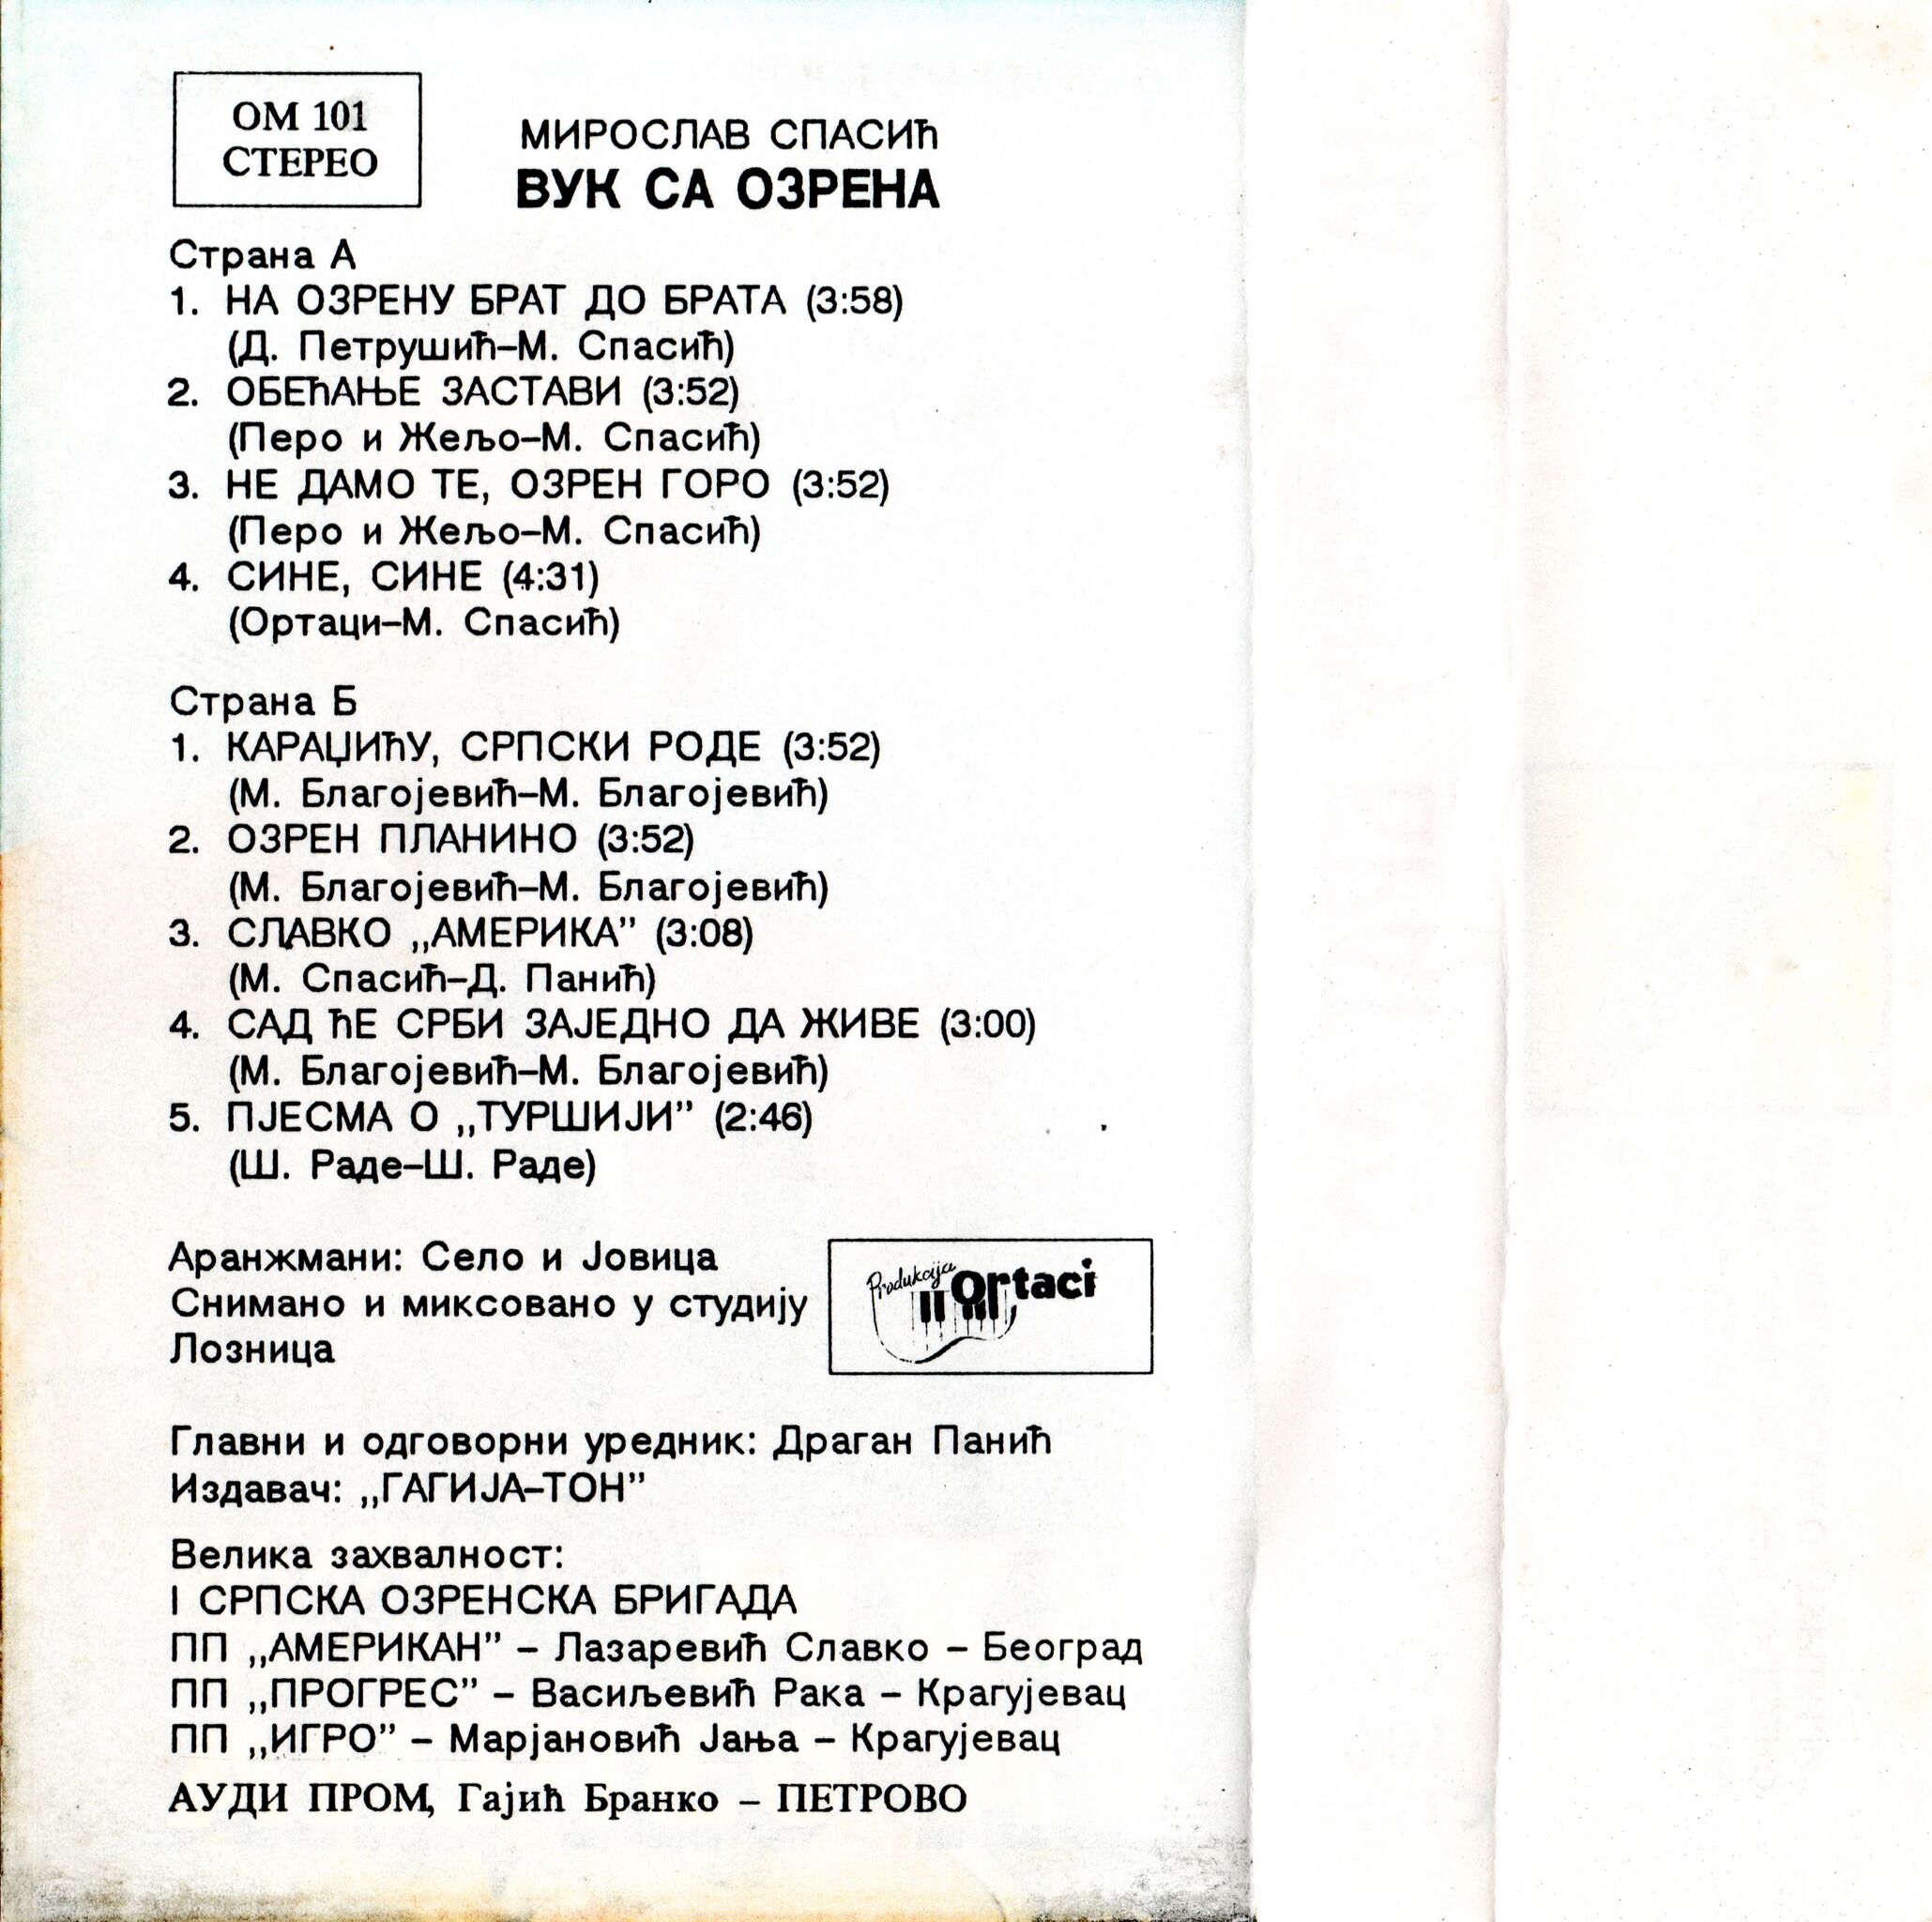 ОМ 101
СТЕРЕО
МИРОСЛАВ СПАСИЋ
ВУК СА ОЗРЕНА
Страна А
1. НА ОЗРЕНУ БРАТ ДО БРАТА (3:58)
(Д. Петрушић–М. Спасић)
2. ОБЕЋАЊЕ ЗАСТАВИ (3:52)
(Перо и Жељо–М. Спасић)
3. НЕ ДАМО ТЕ, ОЗРЕН ГОРО (3:52)
(Перо и Жељо–М. Спасић)
4. СИНЕ, СИНЕ (4:31)
(Ортаци–М. Спасић)
Страна Б
1. КАРАЏИЋУ, СРПСКИ РОДЕ (3:52)
(М. Благојевић–М. Благојевић)
2. ОЗРЕН ПЛАНИНО (3:52)
(М. Благојевић–М. Благојевић)
3. СЛАВКО ,,АМЕРИКА” (3:08)
(М. Спасић–Д. Панић)
4. САД ЋЕ СРБИ ЗАЈЕДНО ДА ЖИВЕ (3:00)
(М. Благојевић–М. Благојевић)
5. ПЈЕСМА О ,,ТУРШИЈИ” (2:46)
(Ш. Раде–Ш. Раде)
Аранжмани: Село и Јовица
Снимано и миксовано у студију
Лозница
Produkcija Ortaci
Главни и одговорни уредник: Драган Панић
Издавач: ,,ГАГИЈА–ТОН”
Велика захвалност:
I СРПСКА ОЗРЕНСКА БРИГАДА
ПП ,,АМЕРИКАН” – Лазаревић Славко – Београд
ПП ,,ПРОГРЕС” – Васиљевић Рака – Крагујевац
ПП ,,ИГРО” – Марјановић Јања – Крагујевац
АУДИ ПРОМ, Гајић Бранко – ПЕТРОВО